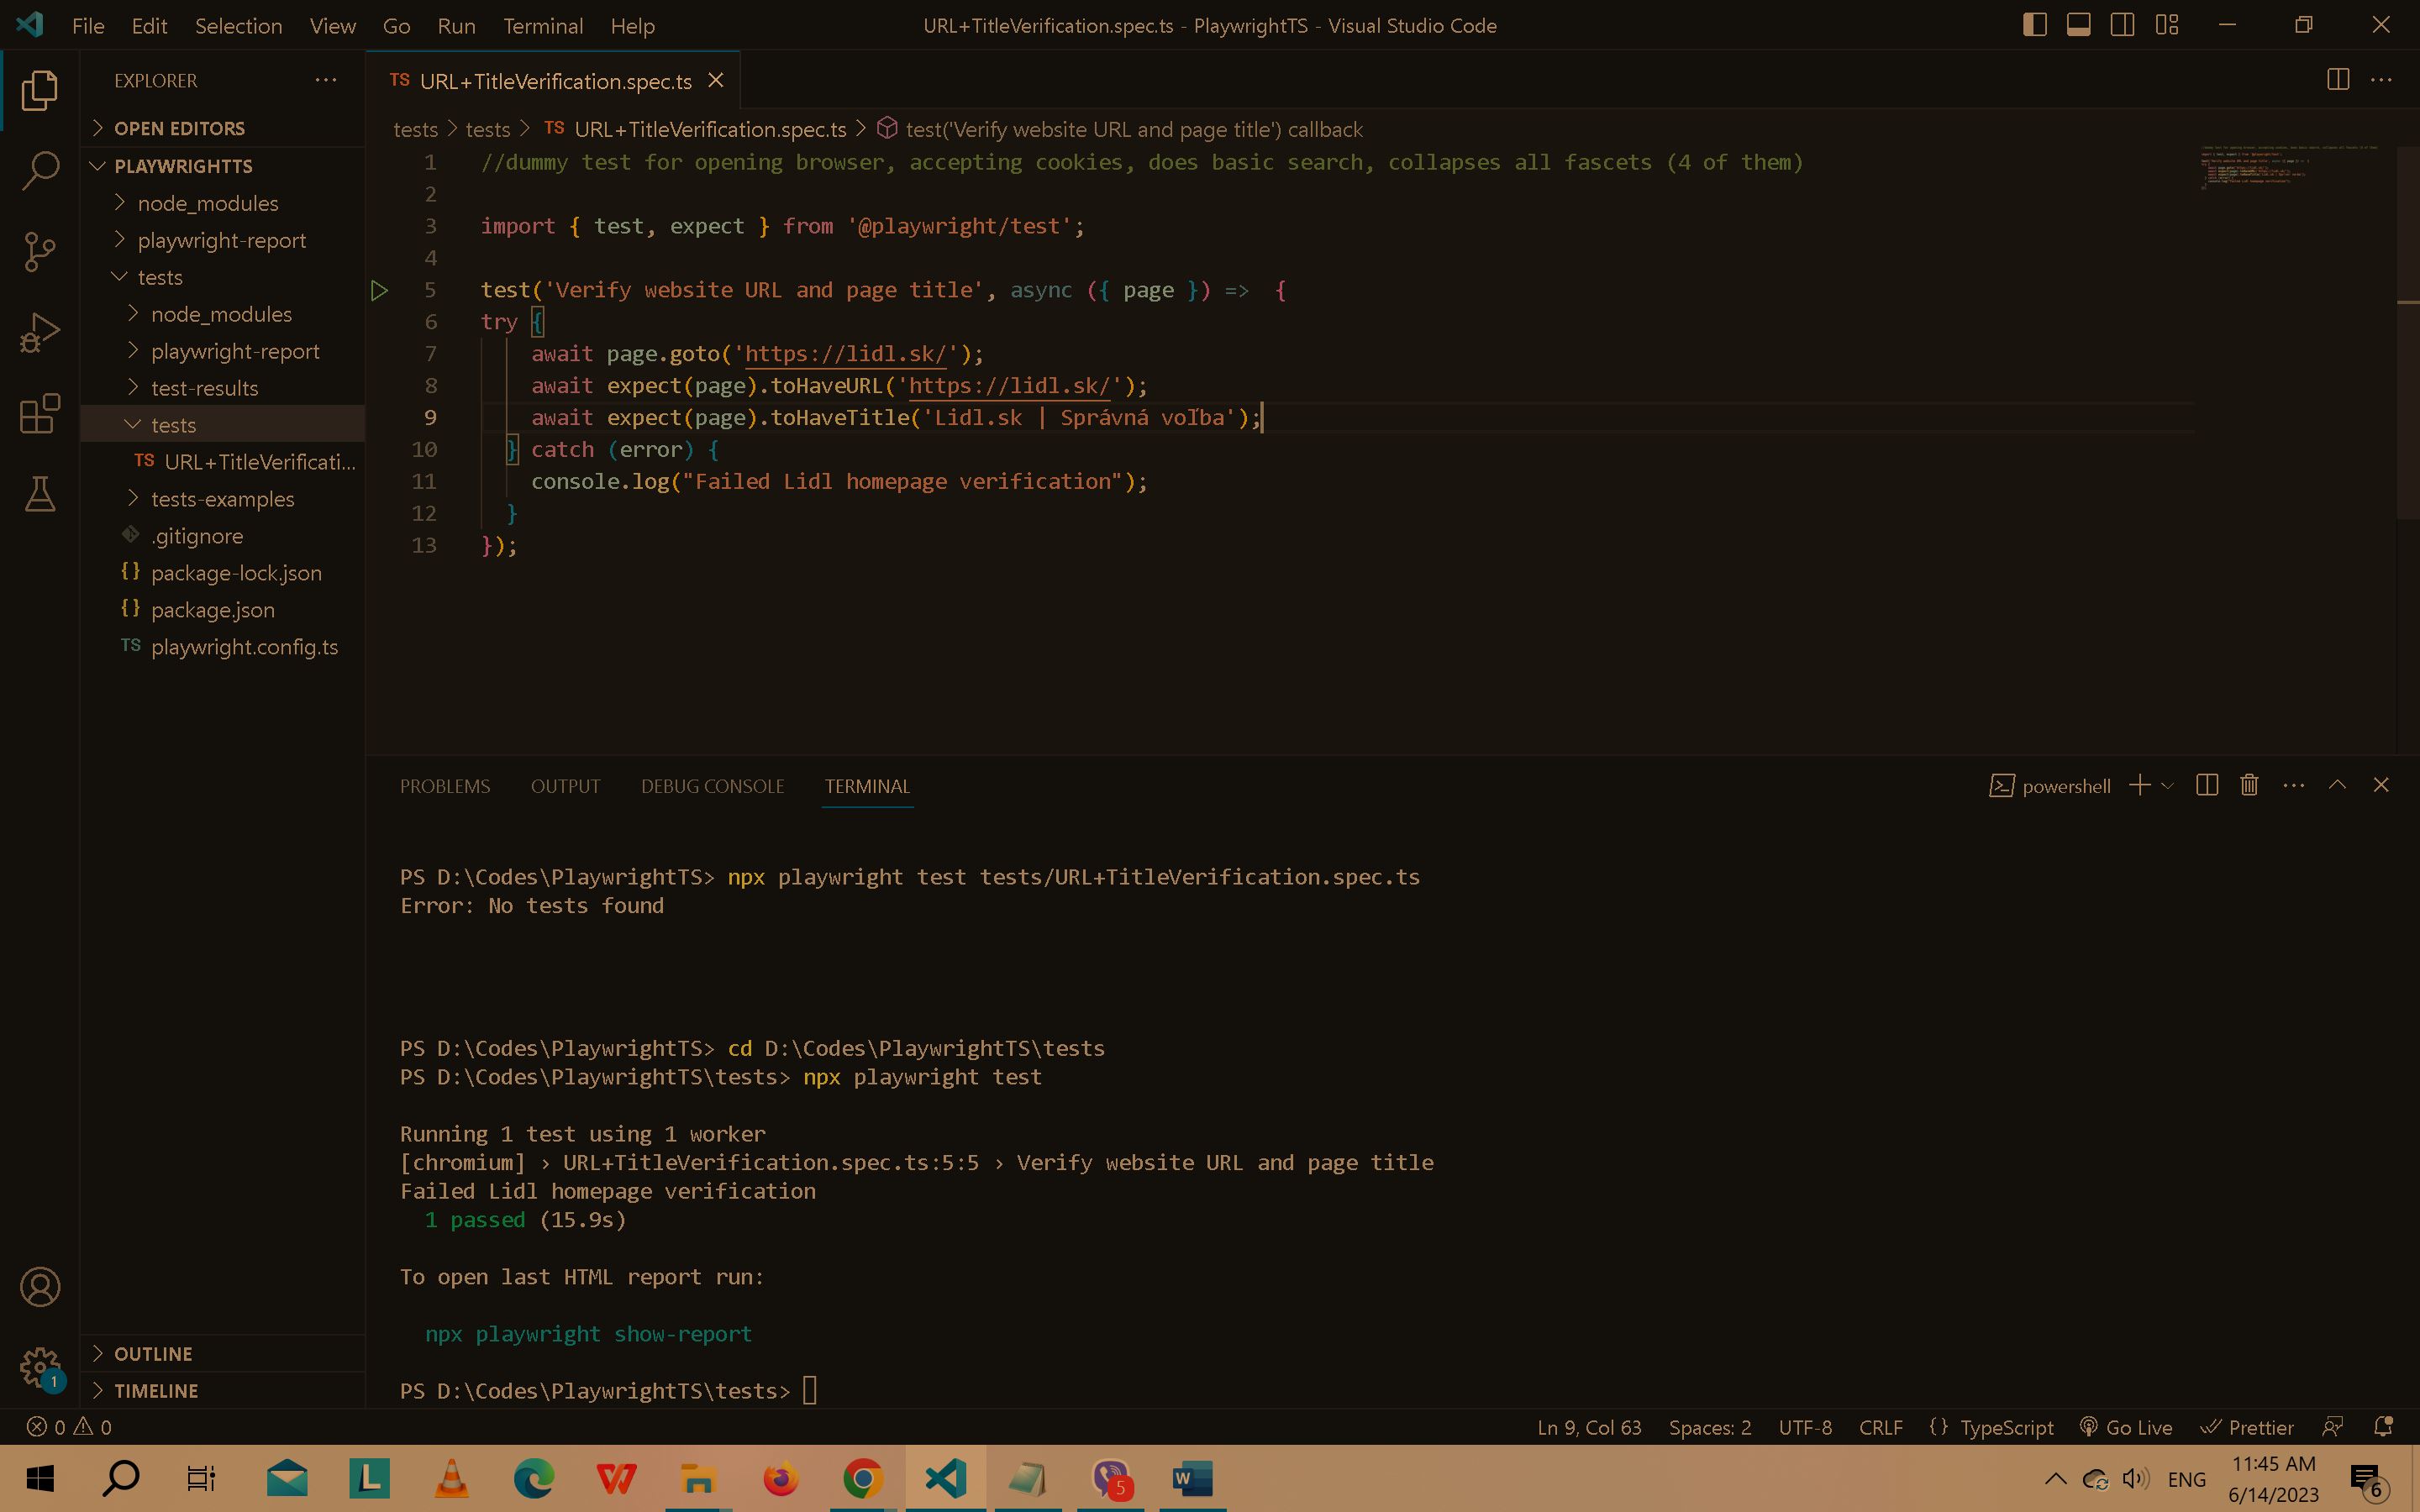 File Edit Selection View Go Run Terminal Help
URL+TitleVerification.spec.ts - PlaywrightTS - Visual Studio Code
EXPLORER
OPEN EDITORS
PLAYWRIGHTTS
node_modules
playwright-report
tests
node_modules
playwright-report
test-results
tests
TS URL+TitleVerificati...
tests-examples
.gitignore
{} package-lock.json
{} package.json
TS playwright.config.ts
OUTLINE
TIMELINE
TS URL+TitleVerification.spec.ts
tests > tests > TS URL+TitleVerification.spec.ts > test('Verify website URL and page title') callback
1 //dummy test for opening browser, accepting cookies, does basic search, collapses all fascets (4 of them)
2
3 import { test, expect } from '@playwright/test';
4
5 test('Verify website URL and page title', async ({ page }) => {
6 try {
7 await page.goto('https://lidl.sk/');
8 await expect(page).toHaveURL('https://lidl.sk/');
9 await expect(page).toHaveTitle('Lidl.sk | Správná voľba');
10 } catch (error) {
11 console.log("Failed Lidl homepage verification");
12 }
13 });
PROBLEMS OUTPUT DEBUG CONSOLE TERMINAL
powershell
PS D:\Codes\PlaywrightTS> npx playwright test tests/URL+TitleVerification.spec.ts
Error: No tests found
PS D:\Codes\PlaywrightTS> cd D:\Codes\PlaywrightTS\tests
PS D:\Codes\PlaywrightTS\tests> npx playwright test
Running 1 test using 1 worker
[chromium] › URL+TitleVerification.spec.ts:5:5 › Verify website URL and page title
Failed Lidl homepage verification
1 passed (15.9s)
To open last HTML report run:
npx playwright show-report
PS D:\Codes\PlaywrightTS\tests>
1
0 0
Ln 9, Col 63 Spaces: 2 UTF-8 CRLF {} TypeScript Go Live Prettier
L
W
5
W
ENG
11:45 AM
6/14/2023
6